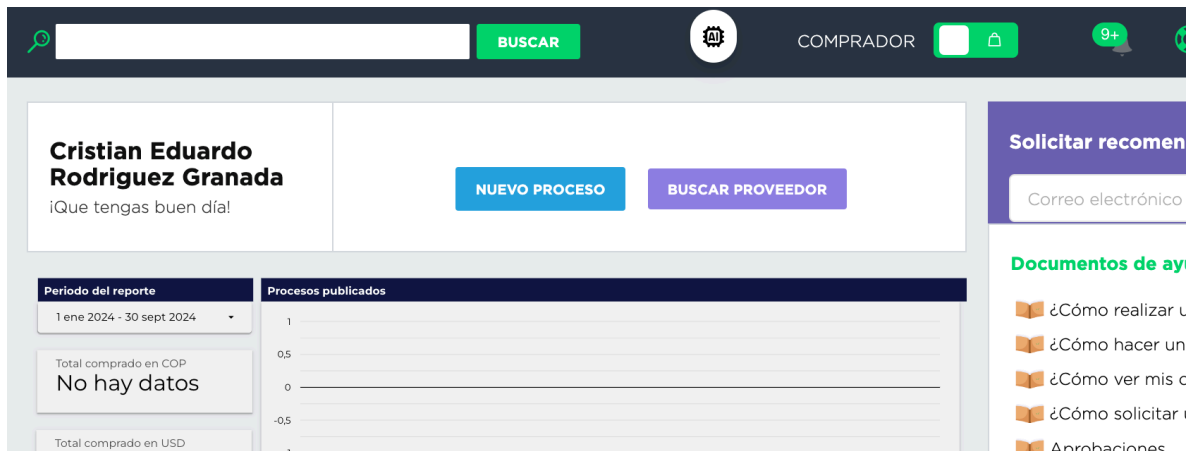 BUSCAR
AI
COMPRADOR
9+
Cristian Eduardo
Rodriguez Granada
¡Que tengas buen día!
NUEVO PROCESO
BUSCAR PROVEEDOR
Solicitar
Correo electrónico
Documentos de
Periodo del reporte
1 ene 2024 - 30 sept 2024
Total comprado en COP
No hay datos
Total comprado en USD
Procesos publicados
1
0,5
0
-0,5
¿Cómo realizar
¿Cómo hacer un
¿Cómo ver mis
¿Cómo solicitar
Aprobaciones